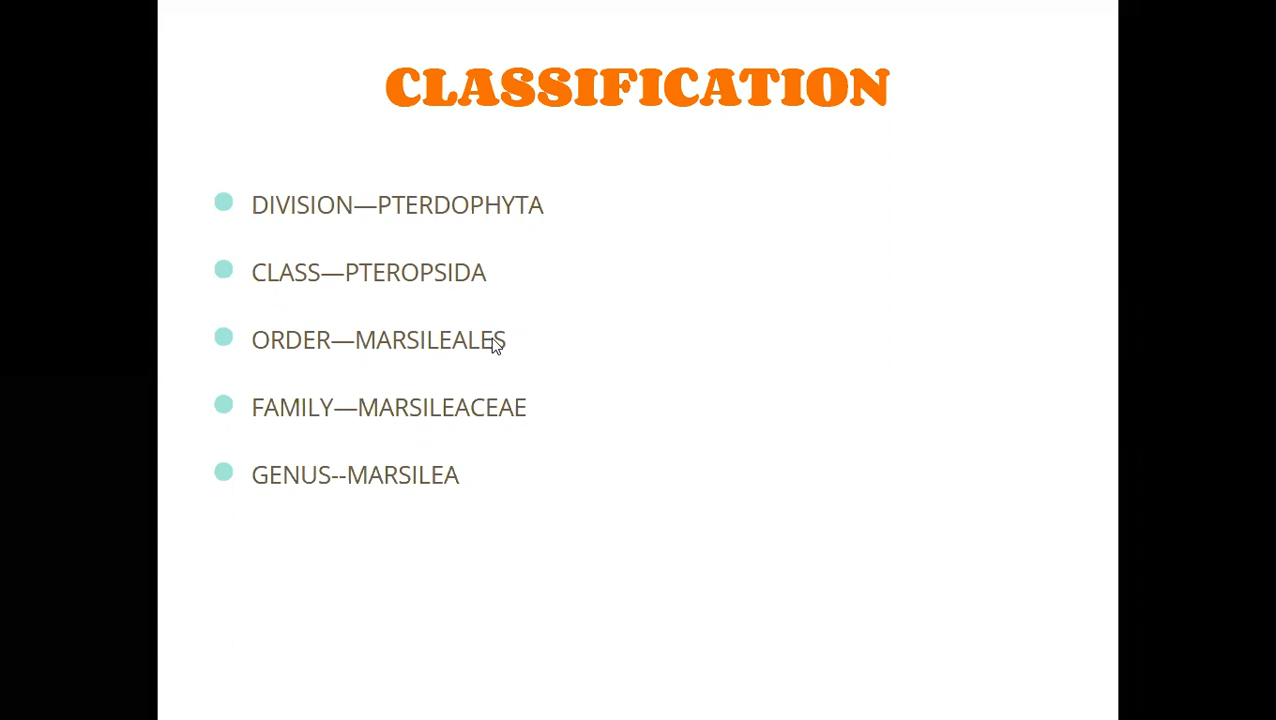 CLASSIFICATION
DIVISION—PTERDOPHYTA
CLASS—PTEROPSIDA
ORDER—MARSILEALES
FAMILY—MARSILEACEAE
GENUS--MARSILEA